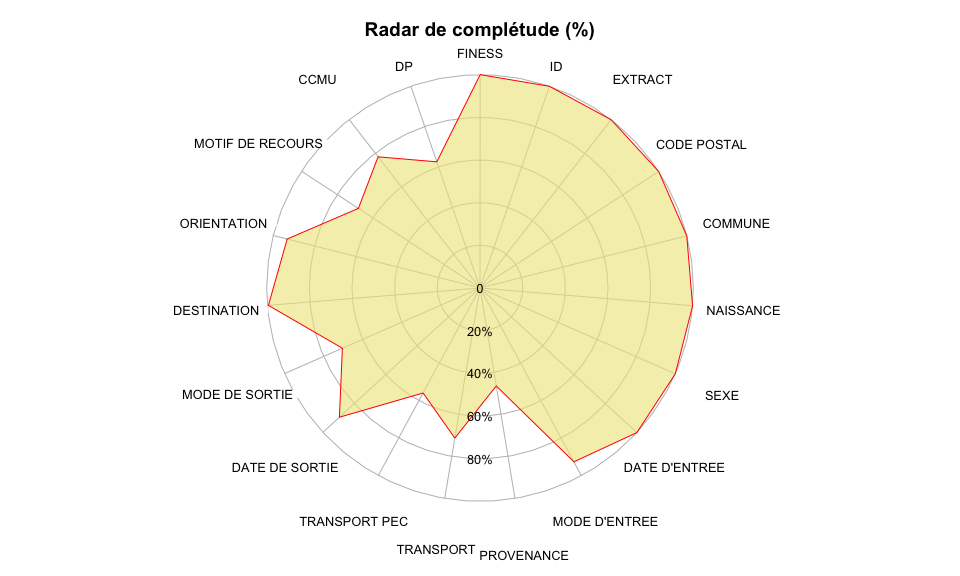 Radar de complétude (%)
FINESS
DP
ID
CCMU
EXTRACT
MOTIF DE RECOURS
CODE POSTAL
ORIENTATION
COMMUNE
0
DESTINATION
NAISSANCE
20%
40%
MODE DE SORTIE
SEXE
60%
80%
DATE DE SORTIE
DATE D'ENTREE
TRANSPORT PEC
MODE D'ENTREE
TRANSPORT
PROVENANCE